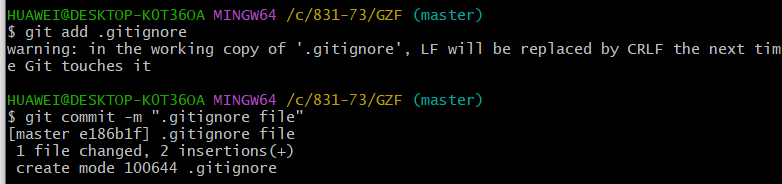 HUAWEI@DESKTOP-KOT36OA MINGW64 /c/831-73/GZF (master)
$ git add .gitignore
warning: in the working copy of '.gitignore', LF will be replaced by CRLF the next tim
e Git touches it
HUAWEI@DESKTOP-KOT36OA MINGW64 /c/831-73/GZF (master)
$ git commit -m ".gitignore file"
[master e186b1f] .gitignore file
1 file changed, 2 insertions(+)
create mode 100644 .gitignore